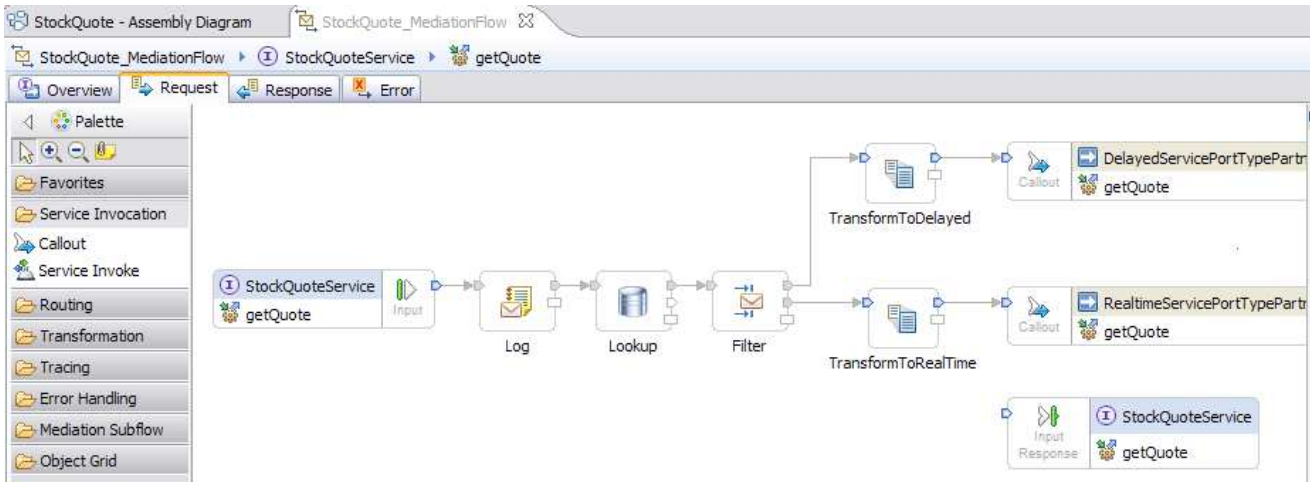 StockQuote - Assembly Diagram
StockQuote_MediationFlow
StockQuote_MediationFlow
StockQuoteService
getQuote
Overview
Request
Response
Error
Palette
Favorites
Service Invocation
Callout
Service Invoke
Routing
Transformation
Tracing
Error Handling
Mediation Subflow
Object Grid
StockQuoteService
getQuote
Input
Log
Lookup
Filter
TransformToDelayed
Callout
DelayedServicePortTypePartn
getQuote
TransformToRealTime
Callout
RealtimeServicePortTypePartn
getQuote
Input
Response
StockQuoteService
getQuote